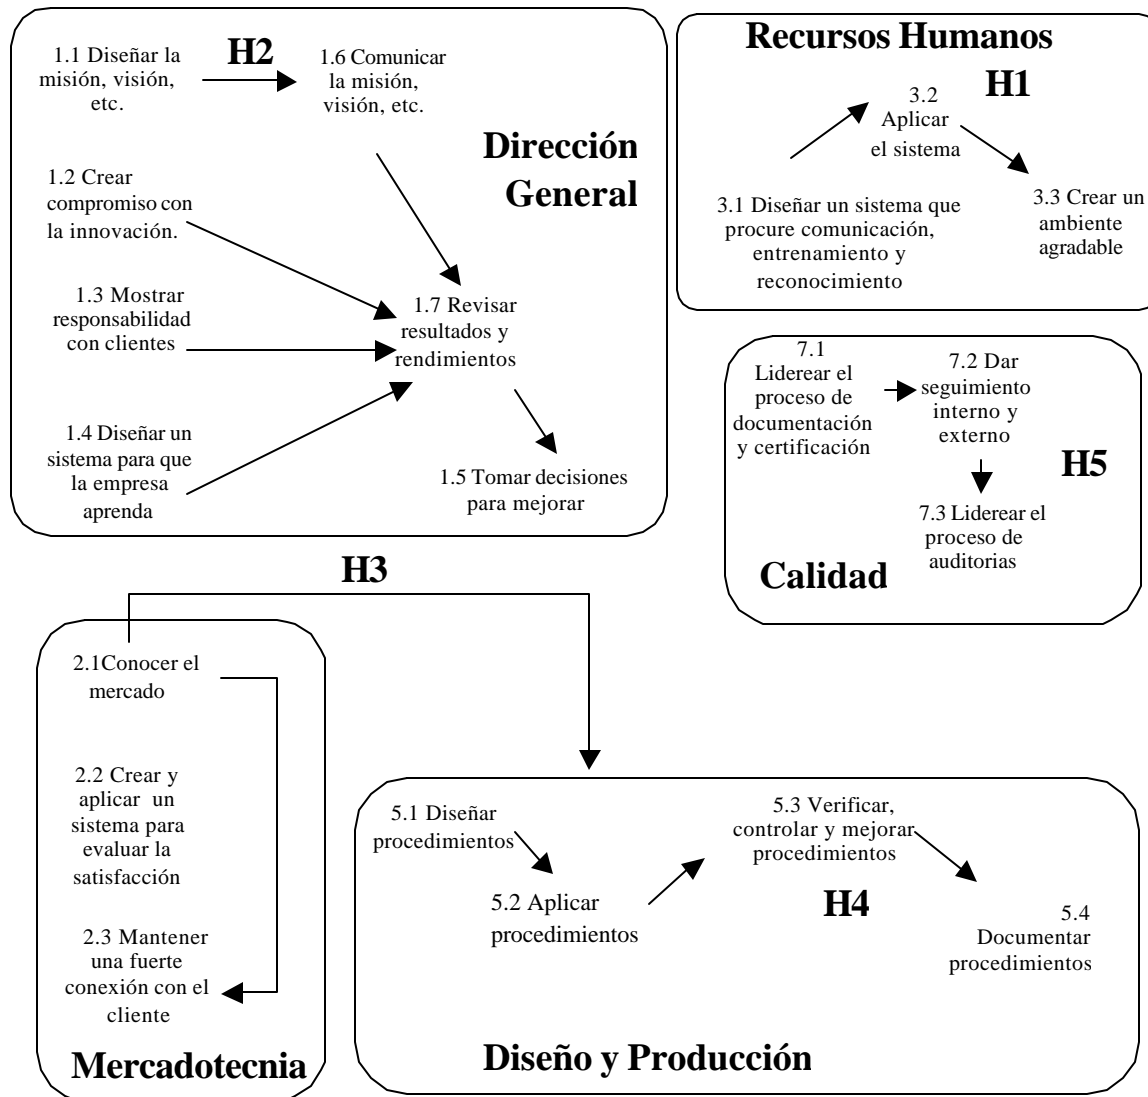 H2
1.1 Diseñar la
misión, visión,
etc.
1.6 Comunicar
la misión,
visión, etc.
Dirección
General
1.2 Crear
compromiso con
la innovación.
1.3 Mostrar
responsabilidad
con clientes
1.7 Revisar
resultados y
rendimientos
1.4 Diseñar un
sistema para que
la empresa
aprenda
1.5 Tomar decisiones
para mejorar
Recursos Humanos
H1
3.2
Aplicar
el sistema
3.1 Diseñar un sistema que
procure comunicación,
entrenamiento y
reconocimiento
3.3 Crear un
ambiente
agradable
7.1
Liderear el
proceso de
documentación
y certificación
7.2 Dar
seguimiento
interno y
externo
H5
7.3 Liderear el
proceso de
auditorias
Calidad
H3
2.1Conocer el
mercado
2.2 Crear y
aplicar un
sistema para
evaluar la
satisfacción
2.3 Mantener
una fuerte
conexión con el
cliente
Mercadotecnia
5.1 Diseñar
procedimientos
5.2 Aplicar
procedimientos
5.3 Verificar,
controlar y mejorar
procedimientos
H4
5.4
Documentar
procedimientos
Diseño y Producción